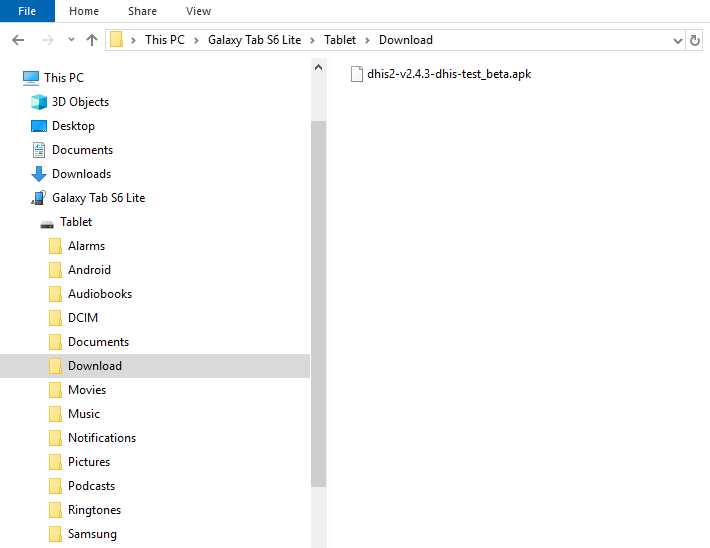 File Home Share View
This PC > Galaxy Tab S6 Lite > Tablet > Download
This PC
3D Objects
Desktop
Documents
Downloads
Galaxy Tab S6 Lite
Tablet
Alarms
Android
Audiobooks
DCIM
Documents
Download
Movies
Music
Notifications
Pictures
Podcasts
Ringtones
Samsung
dhis2-v2.4.3-dhis-test_beta.apk